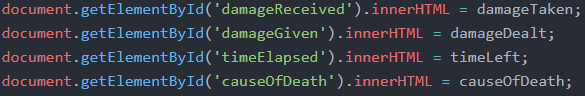 document.getElementById('damageReceived').innerHTML = damageTaken;
document.getElementById('damageGiven').innerHTML = damageDealt;
document.getElementById('timeElapsed').innerHTML = timeLeft;
document.getElementById('causeOfDeath').innerHTML = causeOfDeath;